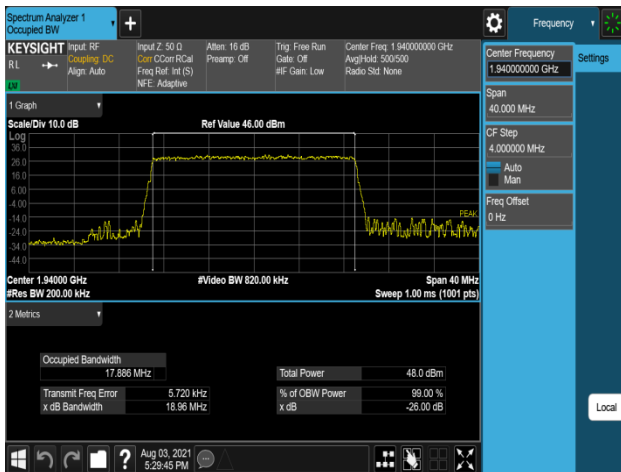 Spectrum Analyzer 1
Occupied BW
Frequency
KEYSIGHT
RL
Input: RF
Coupling: DC
Align: Auto
Input Z: 50 Ω
Corr CCorr RCal
Freq Ref: Int (S)
NFE: Adaptive
Atten: 16 dB
Preamp: Off
Trig: Free Run
Gate: Off
#IF Gain: Low
Center Freq: 1.940000000 GHz
Avg|Hold: 500/500
Radio Std: None
Center Frequency
1.940000000 GHz
Settings
Span
40.000 MHz
CF Step
4.000000 MHz
Auto
Man
Freq Offset
0 Hz
1 Graph
Scale/Div 10.0 dB
Ref Value 46.00 dBm
Log
36.0
26.0
16.0
6.00
-4.00
-14.0
-24.0
-34.0
-44.0
PEAK
Center 1.94000 GHz
#Video BW 820.00 kHz
Span 40 MHz
#Res BW 200.00 kHz
Sweep 1.00 ms (1001 pts)
2 Metrics
Occupied Bandwidth
17.886 MHz
Total Power 48.0 dBm
Transmit Freq Error 5.720 kHz
% of OBW Power 99.00 %
x dB Bandwidth 18.96 MHz
x dB -26.00 dB
Local
?
Aug 03, 2021
5:29:45 PM